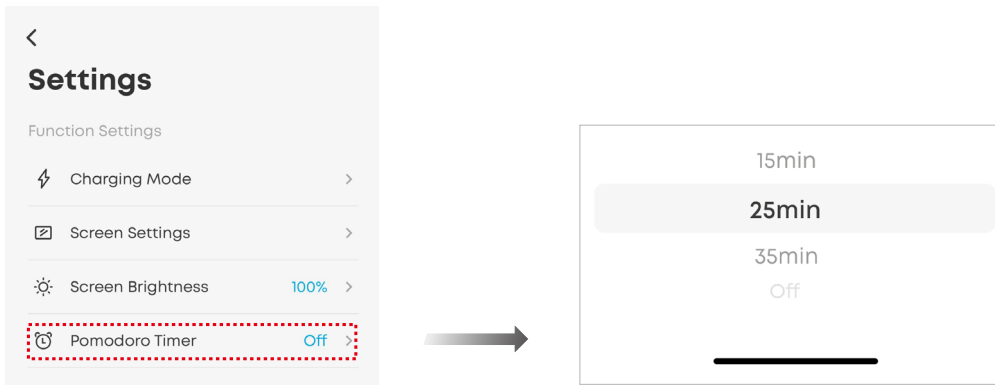 Settings
Function Settings
Charging Mode
Screen Settings
Screen Brightness 100%
Pomodoro Timer Off
15min
25min
35min
Off